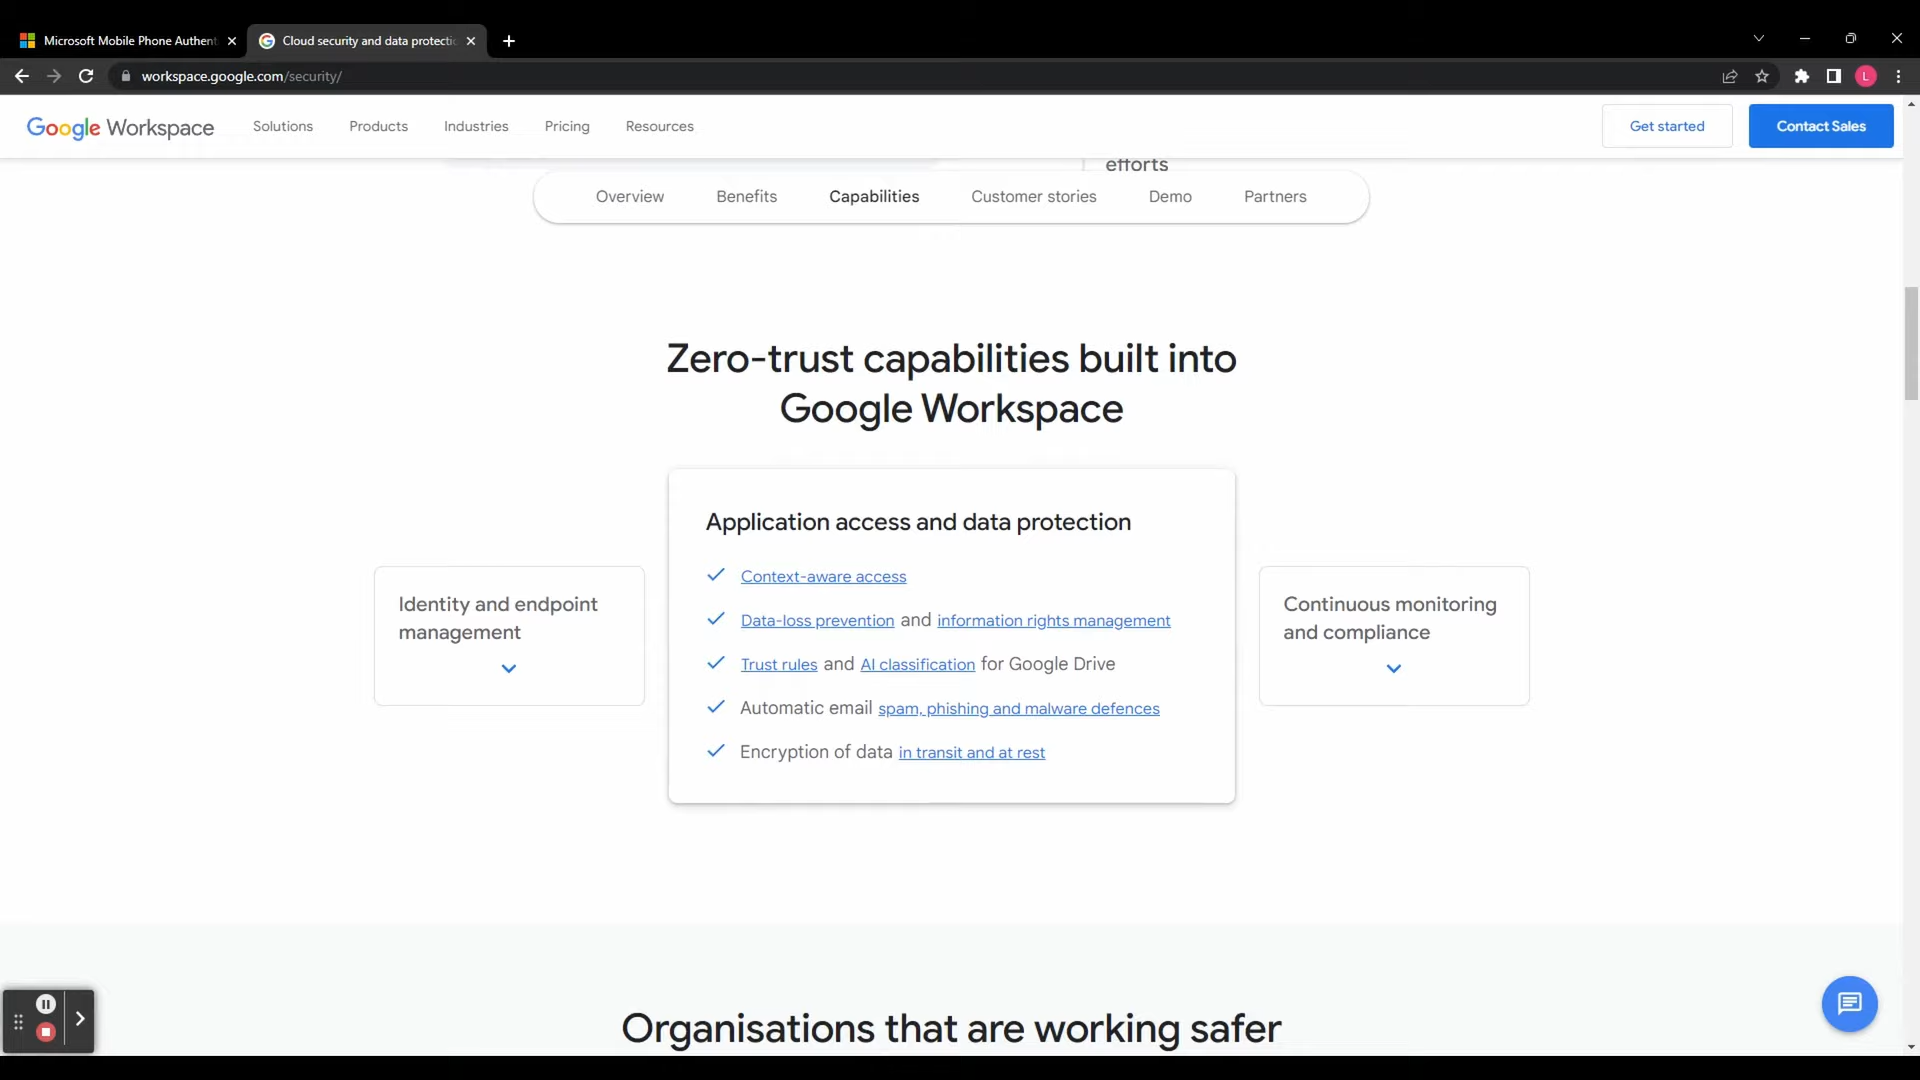 Microsoft Mobile Phone Authent
Cloud security and data protectio
workspace.google.com/security/
L
Google Workspace
Solutions
Products
Industries
Pricing
Resources
Get started
Contact Sales
efforts
Overview
Benefits
Capabilities
Customer stories
Demo
Partners
Zero-trust capabilities built into
Google Workspace
Application access and data protection
Context-aware access
Data-loss prevention and information rights management
Trust rules and AI classification for Google Drive
Automatic email spam, phishing and malware defences
Encryption of data in transit and at rest
Identity and endpoint
management
Continuous monitoring
and compliance
Organisations that are working safer